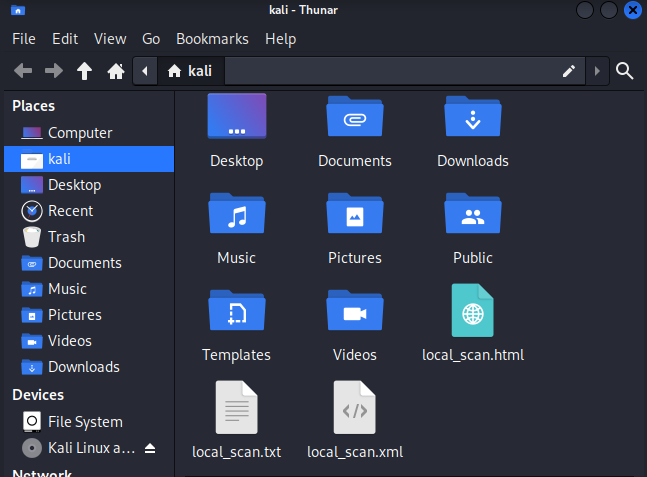 kali - Thunar
File Edit View Go Bookmarks Help
kali
Places
Computer
kali
Desktop
Recent
Trash
Documents
Music
Pictures
Videos
Downloads
Devices
File System
Kali Linux a...
Network
Desktop Documents Downloads
Music Pictures Public
Templates Videos local_scan.html
local_scan.txt local_scan.xml